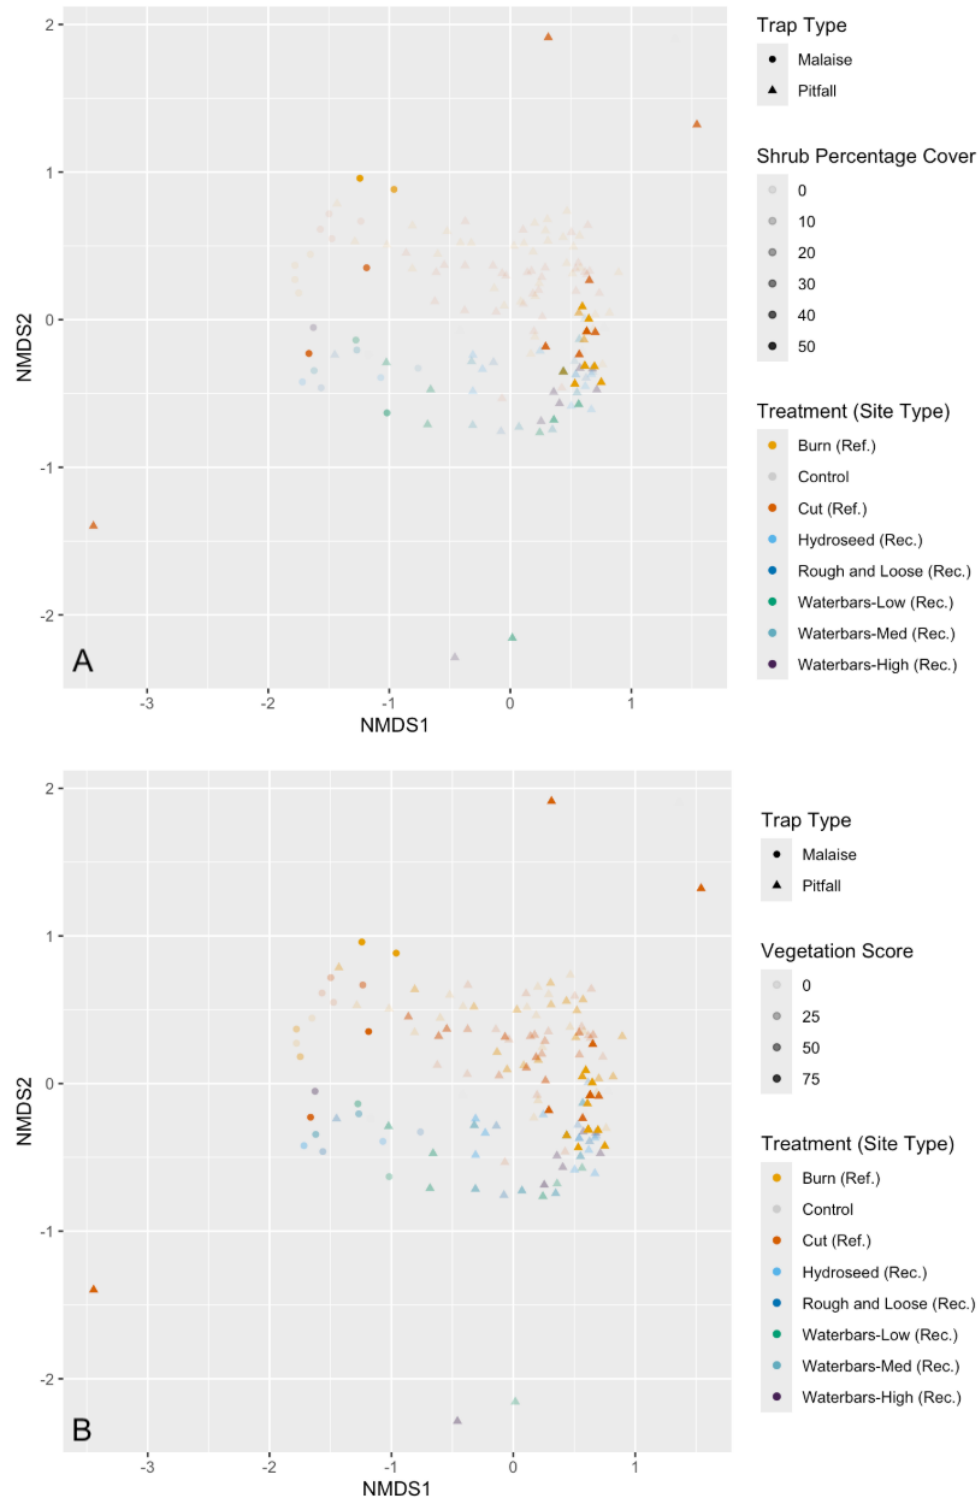 2
1
0
-1
-2
NMDS2
A
-3
-2
-1
0
1
NMDS1
Trap Type
Malaise
Pitfall
Shrub Percentage Cover
0
10
20
30
40
50
Treatment (Site Type)
Burn (Ref.)
Control
Cut (Ref.)
Hydroseed (Rec.)
Rough and Loose (Rec.)
Waterbars-Low (Rec.)
Waterbars-Med (Rec.)
Waterbars-High (Rec.)
2
1
0
-1
-2
NMDS2
B
-3
-2
-1
0
1
NMDS1
Trap Type
Malaise
Pitfall
Vegetation Score
0
25
50
75
Treatment (Site Type)
Burn (Ref.)
Control
Cut (Ref.)
Hydroseed (Rec.)
Rough and Loose (Rec.)
Waterbars-Low (Rec.)
Waterbars-Med (Rec.)
Waterbars-High (Rec.)